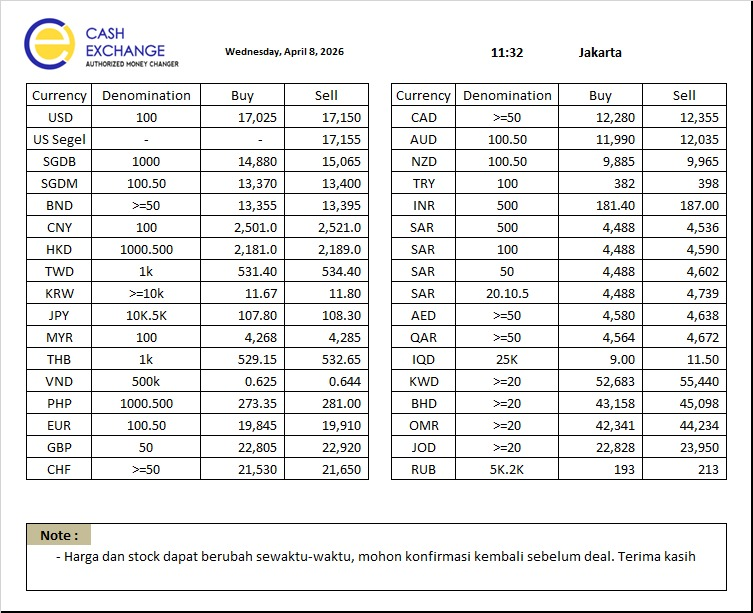 CASH
EXCHANGE
AUTHORIZED MONEY CHANGER
Wednesday, April 8, 2026 11:32 Jakarta
Currency Denomination Buy Sell
USD 100 17,025 17,150
US Segel - - 17,155
SGDB 1000 14,880 15,065
SGDM 100.50 13,370 13,400
BND >=50 13,355 13,395
CNY 100 2,501.0 2,521.0
HKD 1000.500 2,181.0 2,189.0
TWD 1k 531.40 534.40
KRW >=10k 11.67 11.80
JPY 10K.5K 107.80 108.30
MYR 100 4,268 4,285
THB 1k 529.15 532.65
VND 500k 0.625 0.644
PHP 1000.500 273.35 281.00
EUR 100.50 19,845 19,910
GBP 50 22,805 22,920
CHF >=50 21,530 21,650
Currency Denomination Buy Sell
CAD >=50 12,280 12,355
AUD 100.50 11,990 12,035
NZD 100.50 9,885 9,965
TRY 100 382 398
INR 500 181.40 187.00
SAR 500 4,488 4,536
SAR 100 4,488 4,590
SAR 50 4,488 4,602
SAR 20.10.5 4,488 4,739
AED >=50 4,580 4,638
QAR >=50 4,564 4,672
IQD 25K 9.00 11.50
KWD >=20 52,683 55,440
BHD >=20 43,158 45,098
OMR >=20 42,341 44,234
JOD >=20 22,828 23,950
RUB 5K.2K 193 213
Note :
- Harga dan stock dapat berubah sewaktu-waktu, mohon konfirmasi kembali sebelum deal. Terima kasih